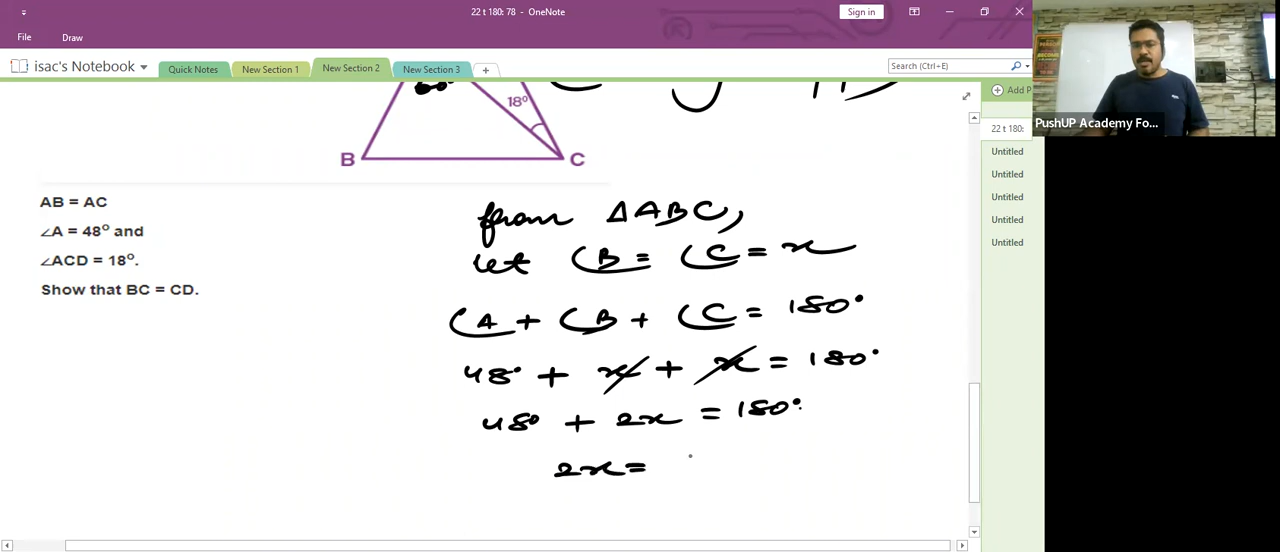 22 t 180: 78 - OneNote
Sign in
File
Draw
isac's Notebook
Quick Notes
New Section 1
New Section 2
New Section 3
+
Search (Ctrl+E)
Add P
22 t 180:
Untitled
Untitled
Untitled
Untitled
Untitled
PushUP Academy Fo...
18°
B
C
AB = AC
∠A = 48° and
∠ACD = 18°.
Show that BC = CD.
from ΔABC,
let ∠B = ∠C = x
∠A + ∠B + ∠C = 180°
48° + x + x = 180°
48° + 2x = 180°
2x =